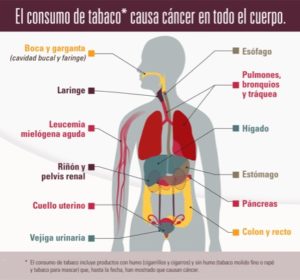 El consumo de tabaco* causa cáncer en todo el cuerpo.
Boca y garganta
(cavidad bucal y faringe)
Laringe
Leucemia
mielógena aguda
Riñón y
pelvis renal
Cuello uterino
Vejiga urinaria
Esófago
Pulmones,
bronquios y
tráquea
Hígado
Estómago
Páncreas
Colon y recto
* El consumo de tabaco incluye productos con humo (cigarrillos y cigarros) y sin humo (tabaco molido fino o rapé
y tabaco para mascar) que, hasta la fecha, han mostrado que causan cáncer.